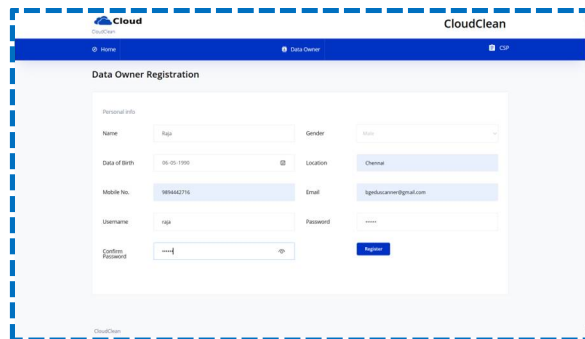 Cloud
CloudClean
CloudClean
Home
Data Owner
CSP
Data Owner Registration
Personal Info
Name
Raja
Gender
Male
Data of Birth
06-05-1990
Location
Chennai
Mobile No.
9894442716
Email
bgeduscanner@gmail.com
Username
raja
Password
•••••
Confirm
Password
•••••
Register
CloudClean